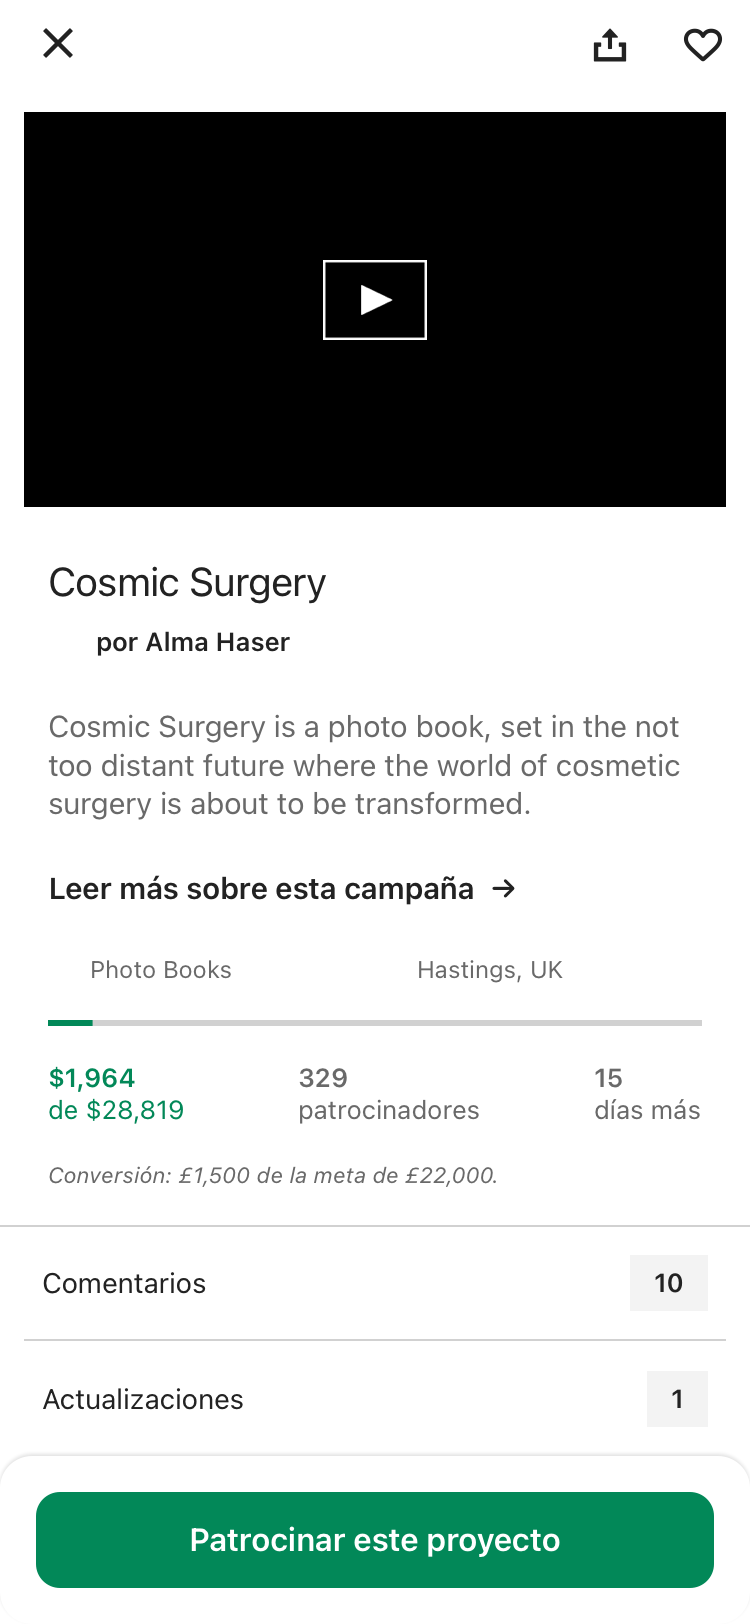 Cosmic Surgery
por Alma Haser
Cosmic Surgery is a photo book, set in the not
too distant future where the world of cosmetic
surgery is about to be transformed.
Leer más sobre esta campaña →
Photo Books
Hastings, UK
$1,964
de $28,819
329
patrocinadores
15
días más
Conversión: £1,500 de la meta de £22,000.
Comentarios
10
Actualizaciones
1
Patrocinar este proyecto